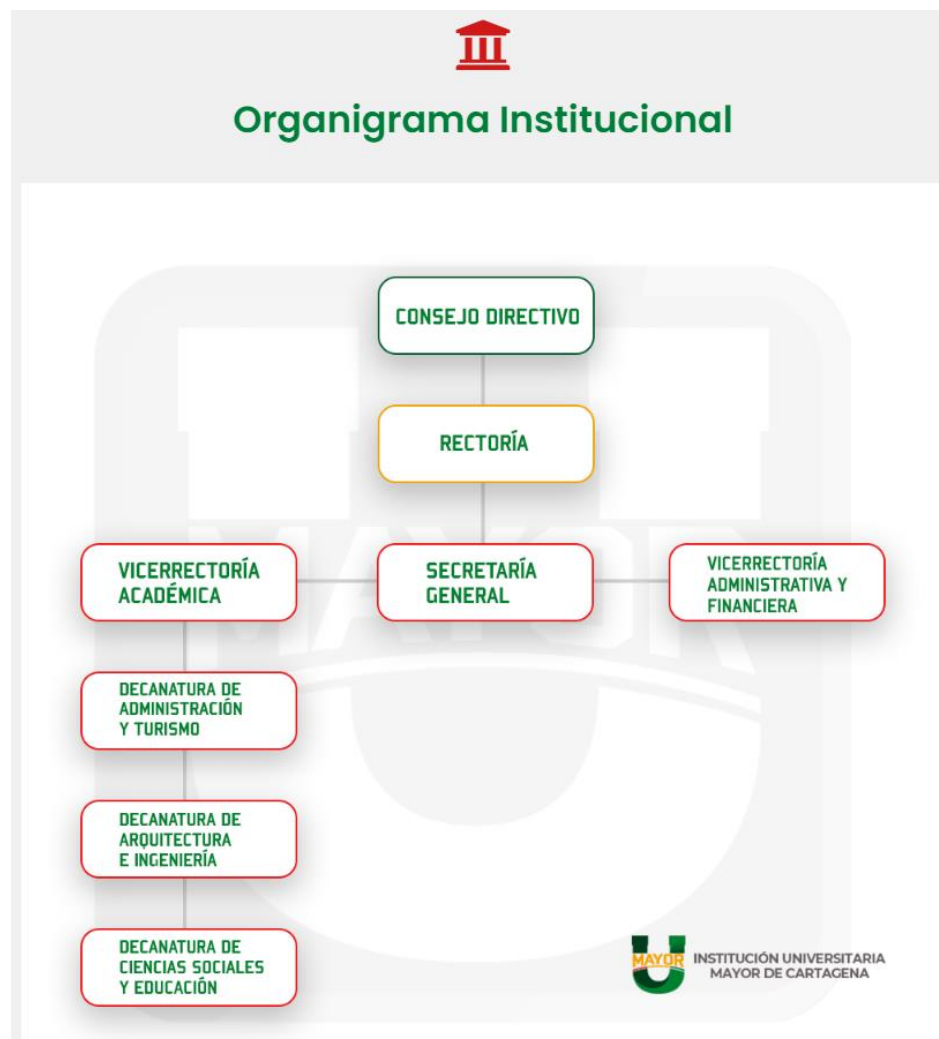 Organigrama Institucional
CONSEJO DIRECTIVO
RECTORÍA
VICERRECTORÍA
ACADÉMICA
SECRETARÍA
GENERAL
VICERRECTORÍA
ADMINISTRATIVA Y
FINANCIERA
DECANATURA DE
ADMINISTRACIÓN
Y TURISMO
DECANATURA DE
ARQUITECTURA
E INGENIERÍA
DECANATURA DE
CIENCIAS SOCIALES
Y EDUCACIÓN
MAYOR
INSTITUCIÓN UNIVERSITARIA
MAYOR DE CARTAGENA
MAYOR